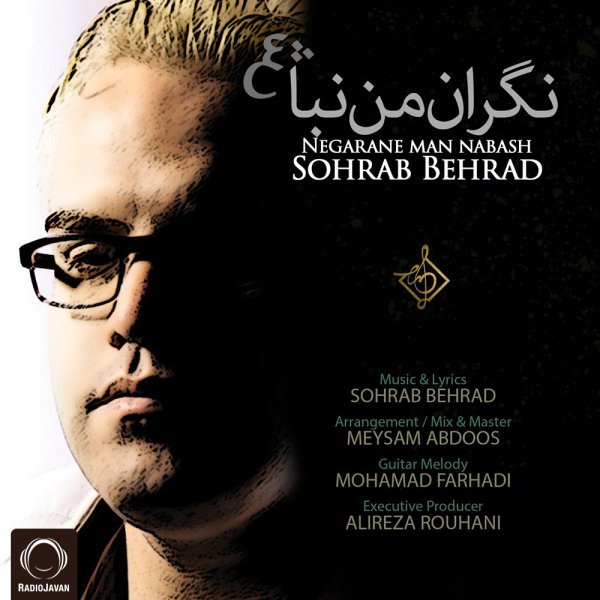 نگران من نباش
NEGARANE MAN NABASH
SOHRAB BEHRAD
Music & Lyrics
SOHRAB BEHRAD
Arrangement / Mix & Master
MEYSAM ABDOOS
Guitar Melody
MOHAMAD FARHADI
Executive Producer
ALIREZA ROUHANI
RADIOJAVAN